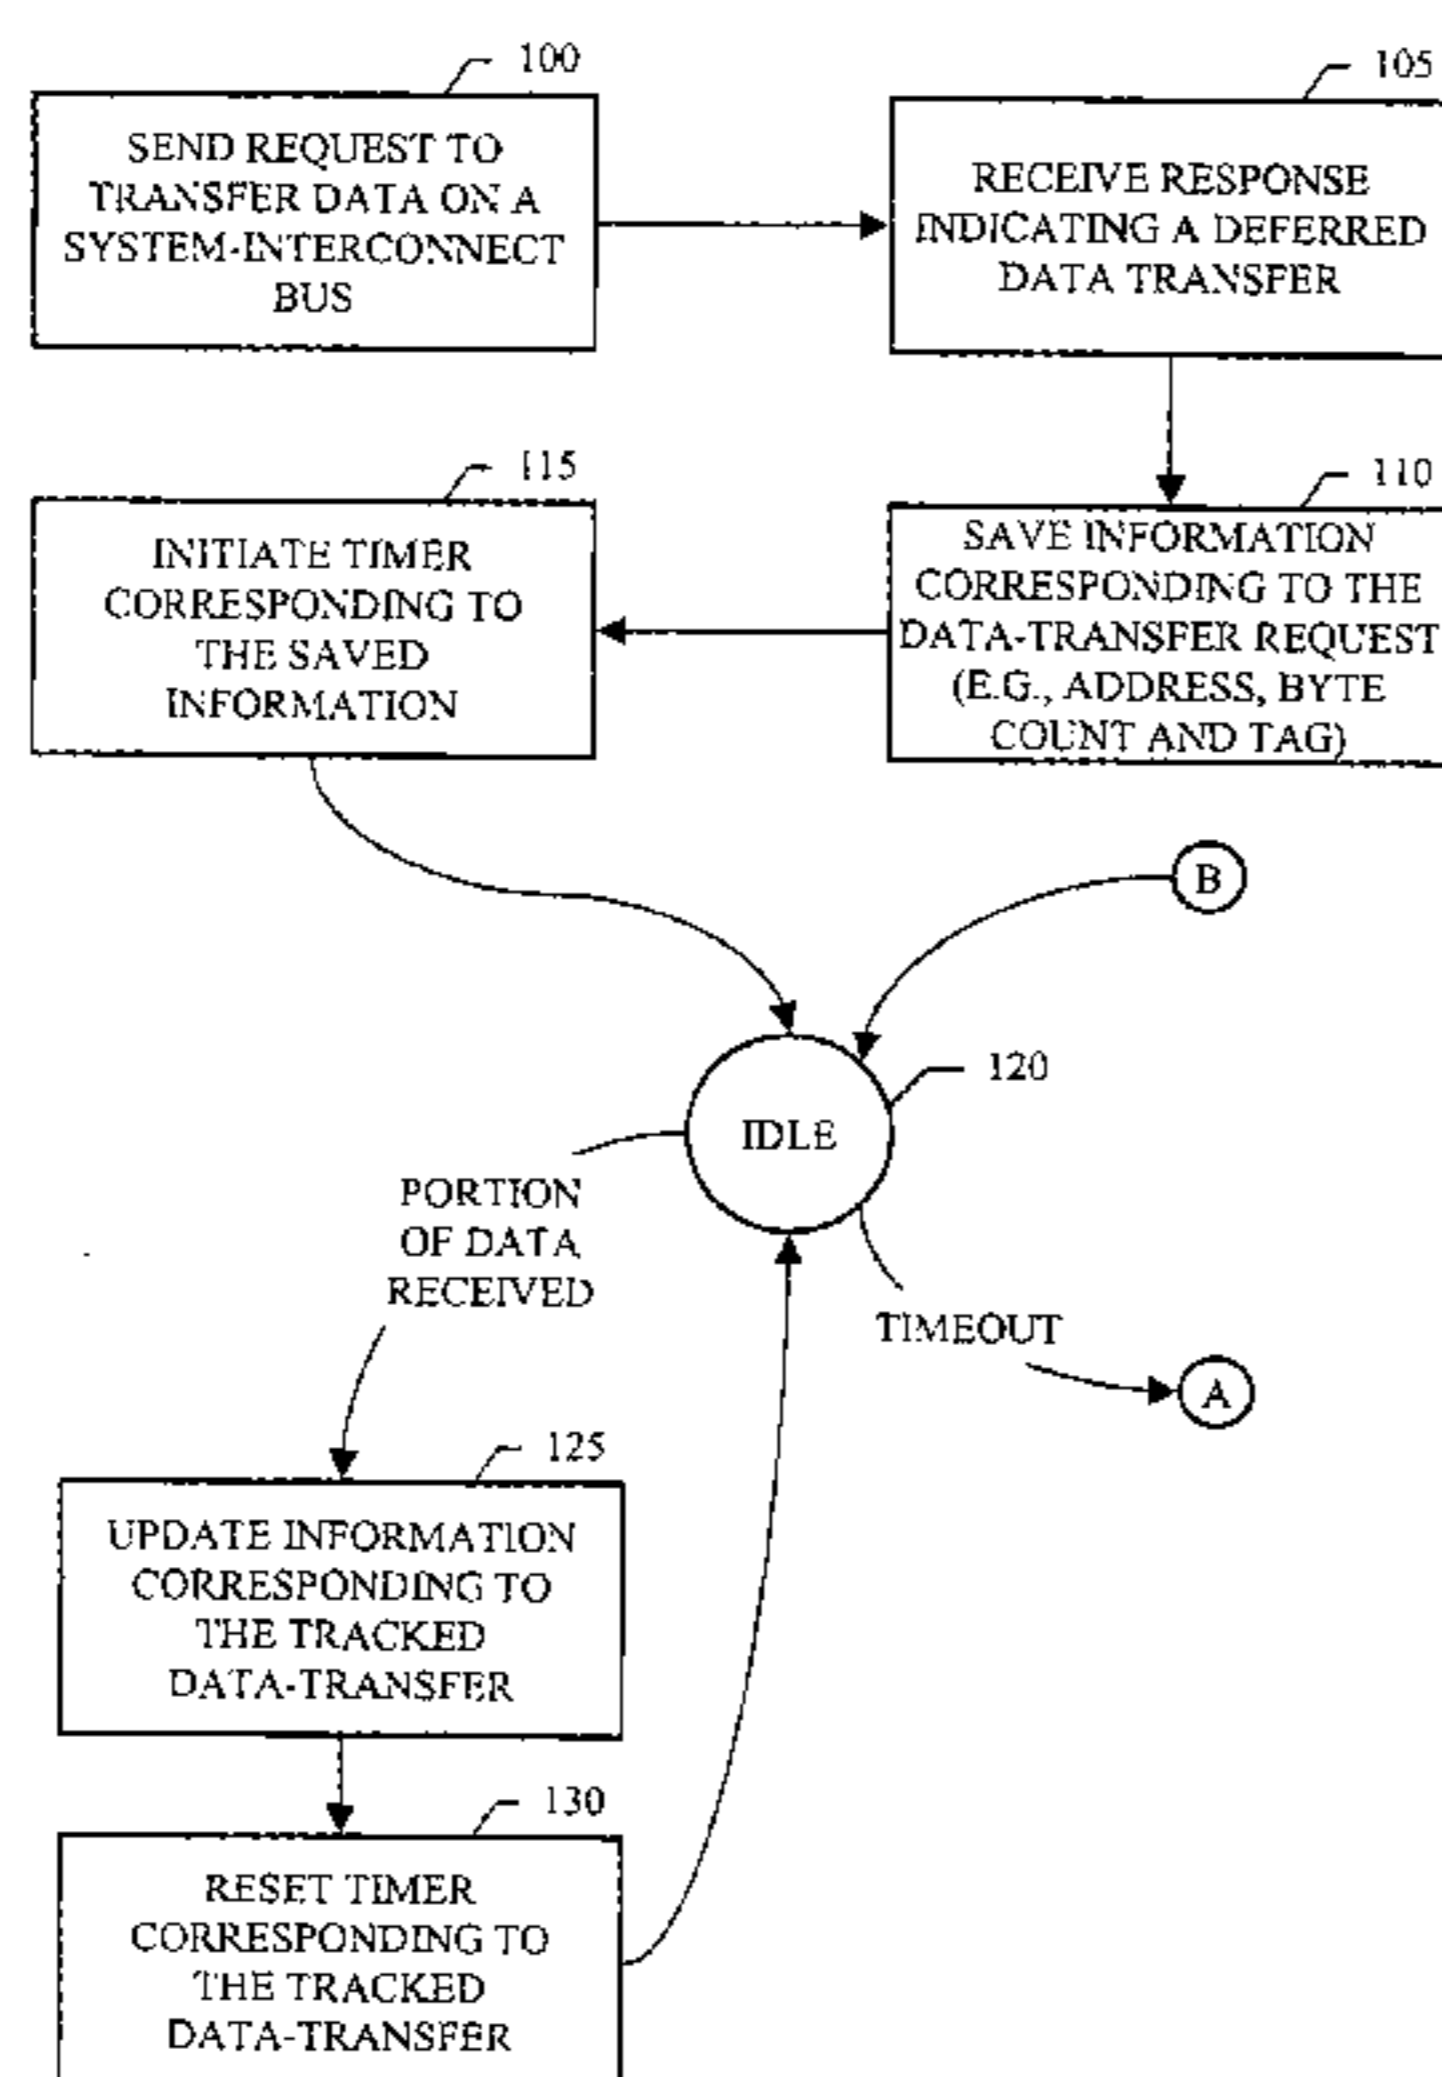 100
SEND REQUEST TO
TRANSFER DATA ON A
SYSTEM-INTERCONNECT
BUS
105
RECEIVE RESPONSE
INDICATING A DEFERRED
DATA TRANSFER
110
SAVE INFORMATION
CORRESPONDING TO THE
DATA-TRANSFER REQUEST
(E.G., ADDRESS, BYTE
COUNT AND TAG)
115
INITIATE TIMER
CORRESPONDING TO
THE SAVED
INFORMATION
B
120
IDLE
PORTION
OF DATA
RECEIVED
TIMEOUT
A
125
UPDATE INFORMATION
CORRESPONDING TO
THE TRACKED
DATA-TRANSFER
130
RESET TIMER
CORRESPONDING TO
THE TRACKED
DATA-TRANSFER